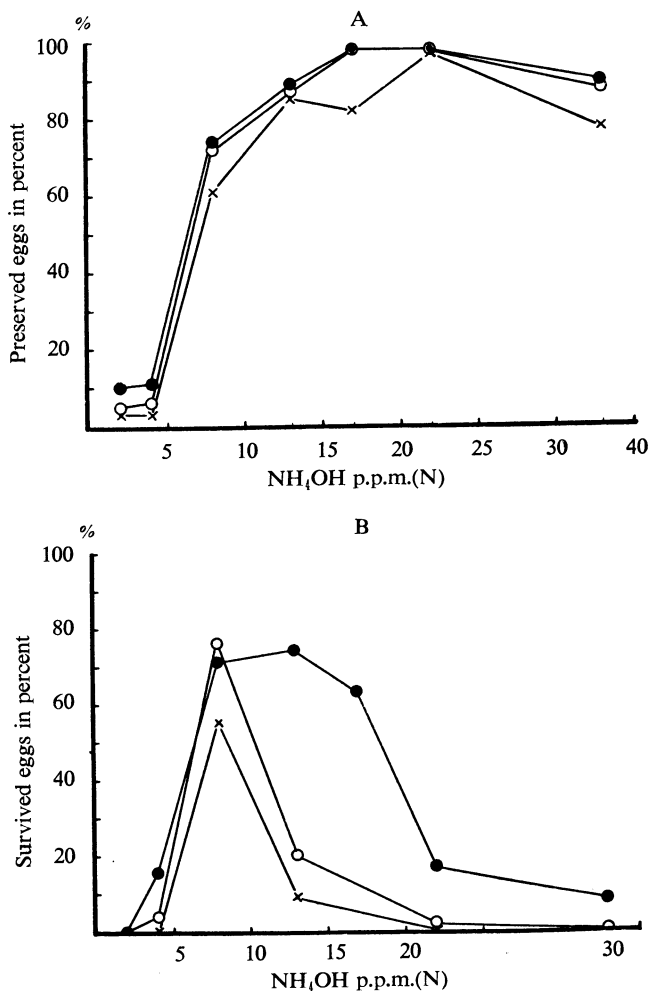 A
%
100
80
60
40
20
Preserved eggs in percent
5 10 15 20 25 30 35 40
NH₄OH p.p.m.(N)
B
%
100
80
60
40
20
Survived eggs in percent
5 10 15 20 30
NH₄OH p.p.m.(N)